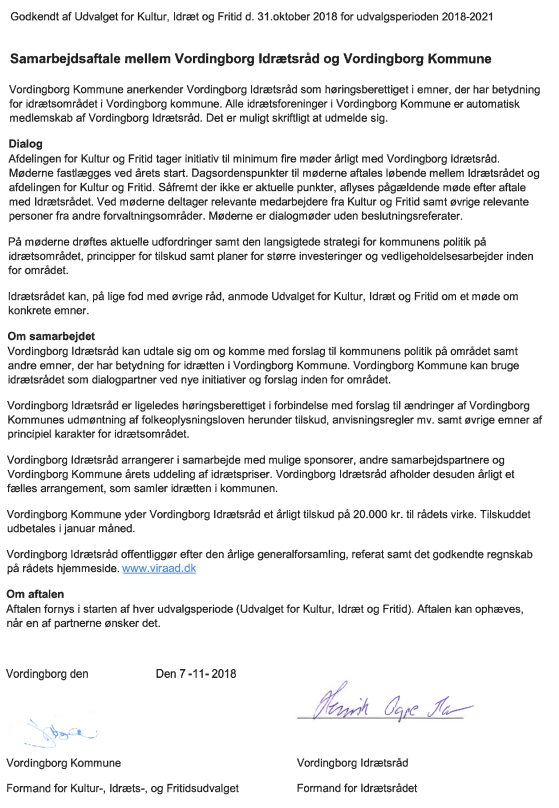 Godkendt af Udvalget for Kultur, Idræt og Fritid d. 31.oktober 2018 for udvalgsperioden 2018-2021
Samarbejdsaftale mellem Vordingborg Idrætsråd og Vordingborg Kommune
Vordingborg Kommune anerkender Vordingborg Idrætsråd som høringsberettiget i emner, der har betydning
for idrætsområdet i Vordingborg kommune. Alle idrætsforeninger i Vordingborg Kommune er automatisk
medlemskab af Vordingborg Idrætsråd. Det er muligt skriftligt at udmelde sig.
Dialog
Afdelingen for Kultur og Fritid tager initiativ til minimum fire møder årligt med Vordingborg Idrætsråd.
Møderne fastlægges ved årets start. Dagsordenspunkter til møderne aftales løbende mellem Idrætsrådet og
afdelingen for Kultur og Fritid. Såfremt der ikke er aktuelle punkter, aflyses pågældende møde efter aftale
med Idrætsrådet. Ved møderne deltager relevante medarbejdere fra Kultur og Fritid samt øvrige relevante
personer fra andre forvaltningsområder. Møderne er dialogmøder uden beslutningsreferater.
På møderne drøftes aktuelle udfordringer samt den langsigtede strategi for kommunens politik på
idrætsområdet, principper for tilskud samt planer for større investeringer og vedligeholdelsesarbejder inden
for området.
Idrætsrådet kan, på lige fod med øvrige råd, anmode Udvalget for Kultur, Idræt og Fritid om et møde om
konkrete emner.
Om samarbejdet
Vordingborg Idrætsråd kan udtale sig om og komme med forslag til kommunens politik på området samt
andre emner, der har betydning for idrætten i Vordingborg Kommune. Vordingborg Kommune kan bruge
idrætsrådet som dialogpartner ved nye initiativer og forslag inden for området.
Vordingborg Idrætsråd er ligeledes høringsberettiget i forbindelse med forslag til ændringer af Vordingborg
Kommunes udmøntning af folkeoplysningsloven herunder tilskud, anvisningsregler mv. samt øvrige emner af
principiel karakter for idrætsområdet.
Vordingborg Idrætsråd arrangerer i samarbejde med mulige sponsorer, andre samarbejdspartnere og
Vordingborg Kommune årets uddeling af idrætspriser. Vordingborg Idrætsråd afholder desuden årligt et
fælles arrangement, som samler idrætten i kommunen.
Vordingborg Kommune yder Vordingborg Idrætsråd et årligt tilskud på 20.000 kr. til rådets virke. Tilskuddet
udbetales i januar måned.
Vordingborg Idrætsråd offentliggør efter den årlige generalforsamling, referat samt det godkendte regnskab
på rådets hjemmeside. www.viraad.dk
Om aftalen
Aftalen fornys i starten af hver udvalgsperiode (Udvalget for Kultur, Idræt og Fritid). Aftalen kan ophæves,
når en af partnerne ønsker det.
Vordingborg den Den 7-11-2018
Henrik
Vordingborg Kommune Vordingborg Idrætsråd
Formand for Kultur-, Idræts-, og Fritidsudvalget Formand for Idrætsrådet